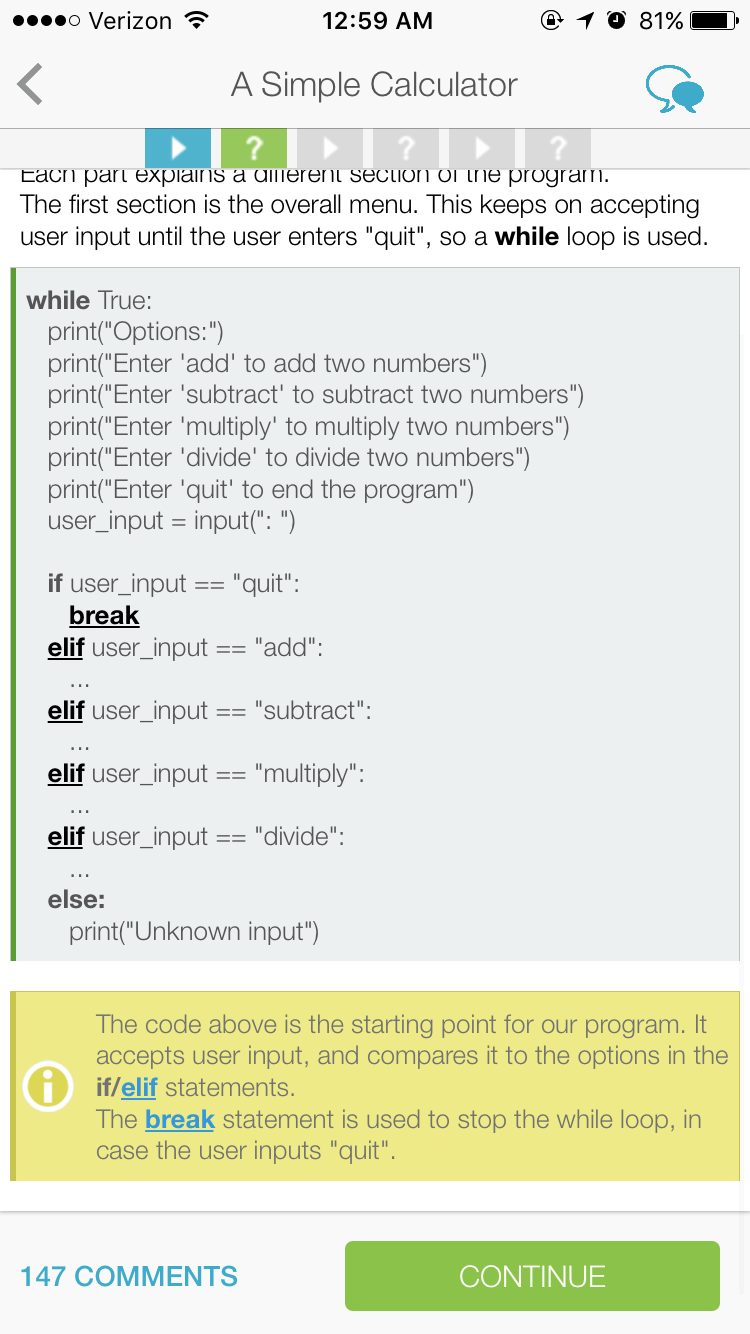 Verizon 12:59 AM 81%
A Simple Calculator
? ? ?
Each part explains a different section of the program.
The first section is the overall menu. This keeps on accepting
user input until the user enters "quit", so a while loop is used.
while True:
print("Options:")
print("Enter 'add' to add two numbers")
print("Enter 'subtract' to subtract two numbers")
print("Enter 'multiply' to multiply two numbers")
print("Enter 'divide' to divide two numbers")
print("Enter 'quit' to end the program")
user_input = input(": ")
if user_input == "quit":
break
elif user_input == "add":
...
elif user_input == "subtract":
...
elif user_input == "multiply":
...
elif user_input == "divide":
...
else:
print("Unknown input")
The code above is the starting point for our program. It
accepts user input, and compares it to the options in the
if/elif statements.
The break statement is used to stop the while loop, in
case the user inputs "quit".
147 COMMENTS
CONTINUE